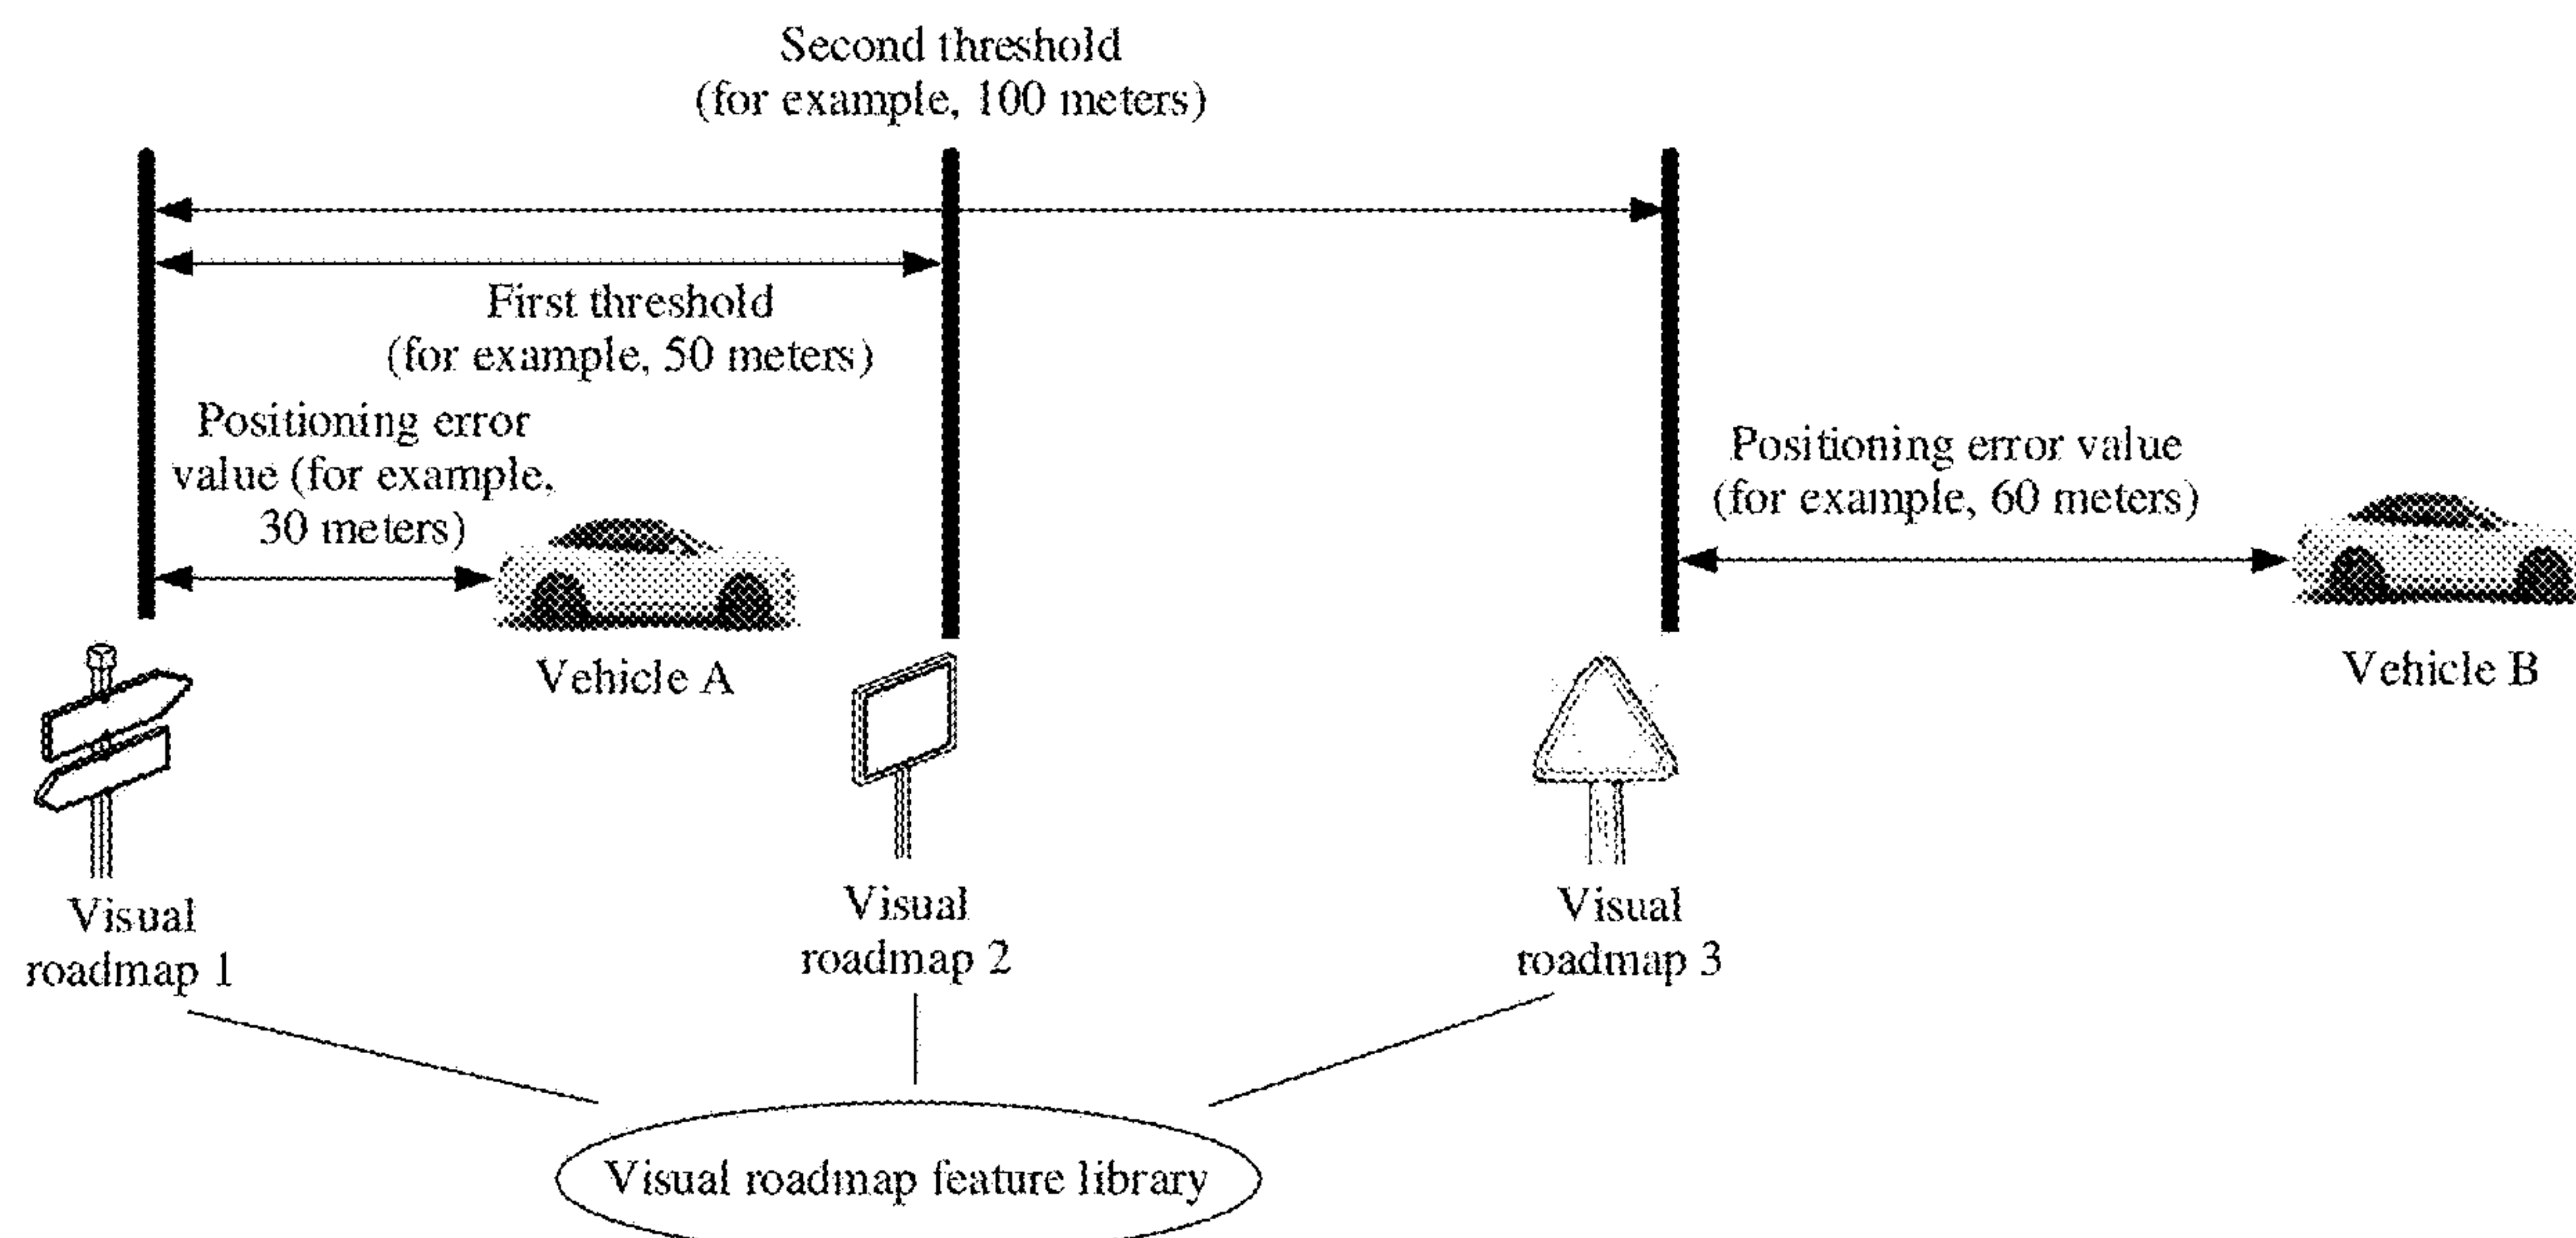 Second threshold
(for example, 100 meters)
First threshold
(for example, 50 meters)
Positioning error
value (for example,
30 meters)
Positioning error value
(for example, 60 meters)
Vehicle A
Vehicle B
Visual
roadmap 1
Visual
roadmap 2
Visual
roadmap 3
Visual roadmap feature library